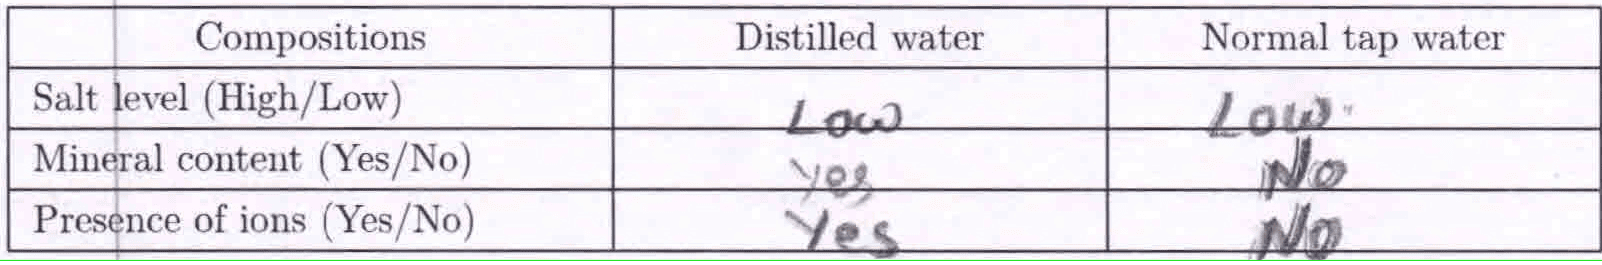 Compositions Distilled water Normal tap water
Salt level (High/Low) Low Low
Mineral content (Yes/No) Yes No
Presence of ions (Yes/No) Yes No